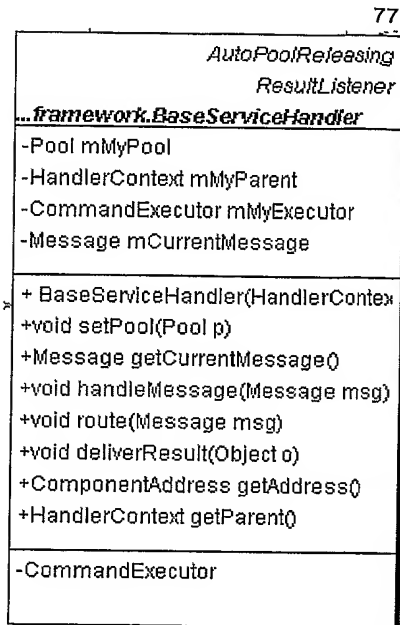 77
AutoPoolReleasing
ResultListener
...framework.BaseServiceHandler
-Pool mMyPool
-HandlerContext mMyParent
-CommandExecutor mMyExecutor
-Message mCurrentMessage
+ BaseServiceHandler(HandlerContex
+void setPool(Pool p)
+Message getCurrentMessage()
+void handleMessage(Message msg)
+void route(Message msg)
+void deliverResult(Object o)
+ComponentAddress getAddress()
+HandlerContext getParent()
-CommandExecutor